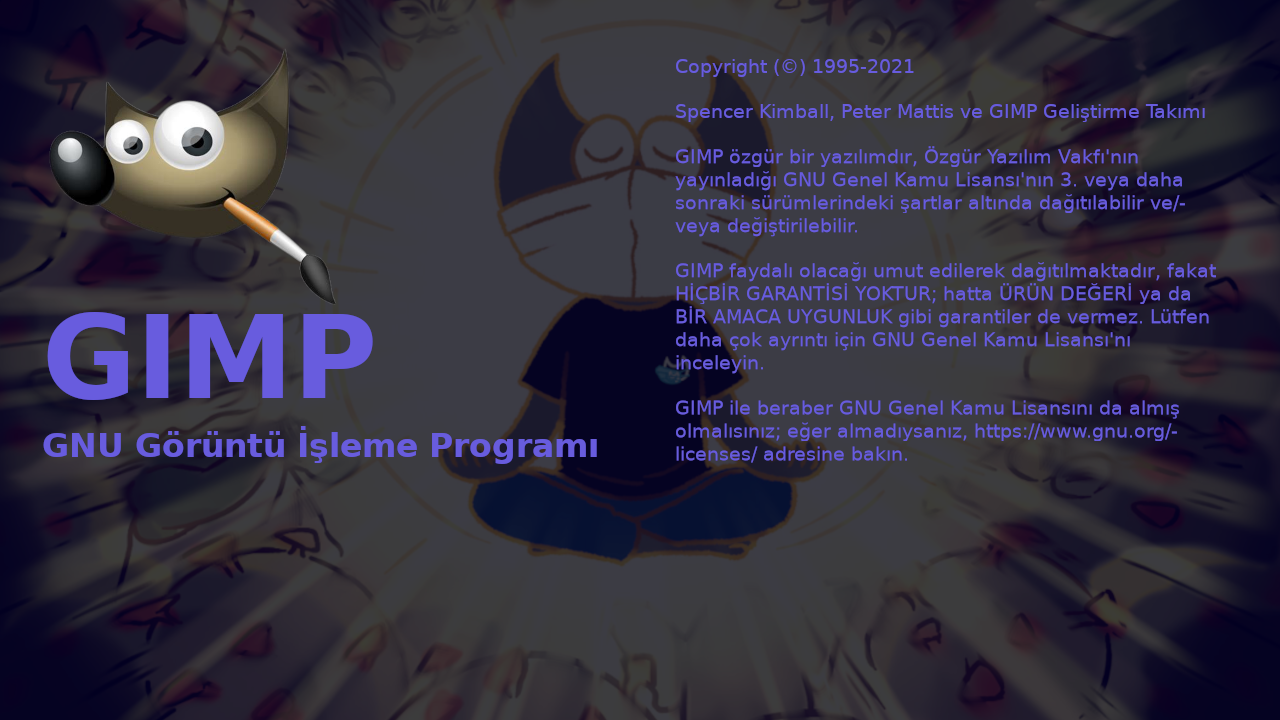 GIMP
GNU Görüntü İşleme Programı
Copyright (©) 1995-2021
Spencer Kimball, Peter Mattis ve GIMP Geliştirme Takımı
GIMP özgür bir yazılımdır, Özgür Yazılım Vakfı'nın
yayınladığı GNU Genel Kamu Lisansı'nın 3. veya daha
sonraki sürümlerindeki şartlar altında dağıtılabilir ve/-
veya değiştirilebilir.
GIMP faydalı olacağı umut edilerek dağıtılmaktadır, fakat
HİÇBİR GARANTİSİ YOKTUR; hatta ÜRÜN DEĞERİ ya da
BİR AMACA UYGUNLUK gibi garantiler de vermez. Lütfen
daha çok ayrıntı için GNU Genel Kamu Lisansı'nı
inceleyin.
GIMP ile beraber GNU Genel Kamu Lisansını da almış
olmalısınız; eğer almadıysanız, https://www.gnu.org/-
licenses/ adresine bakın.